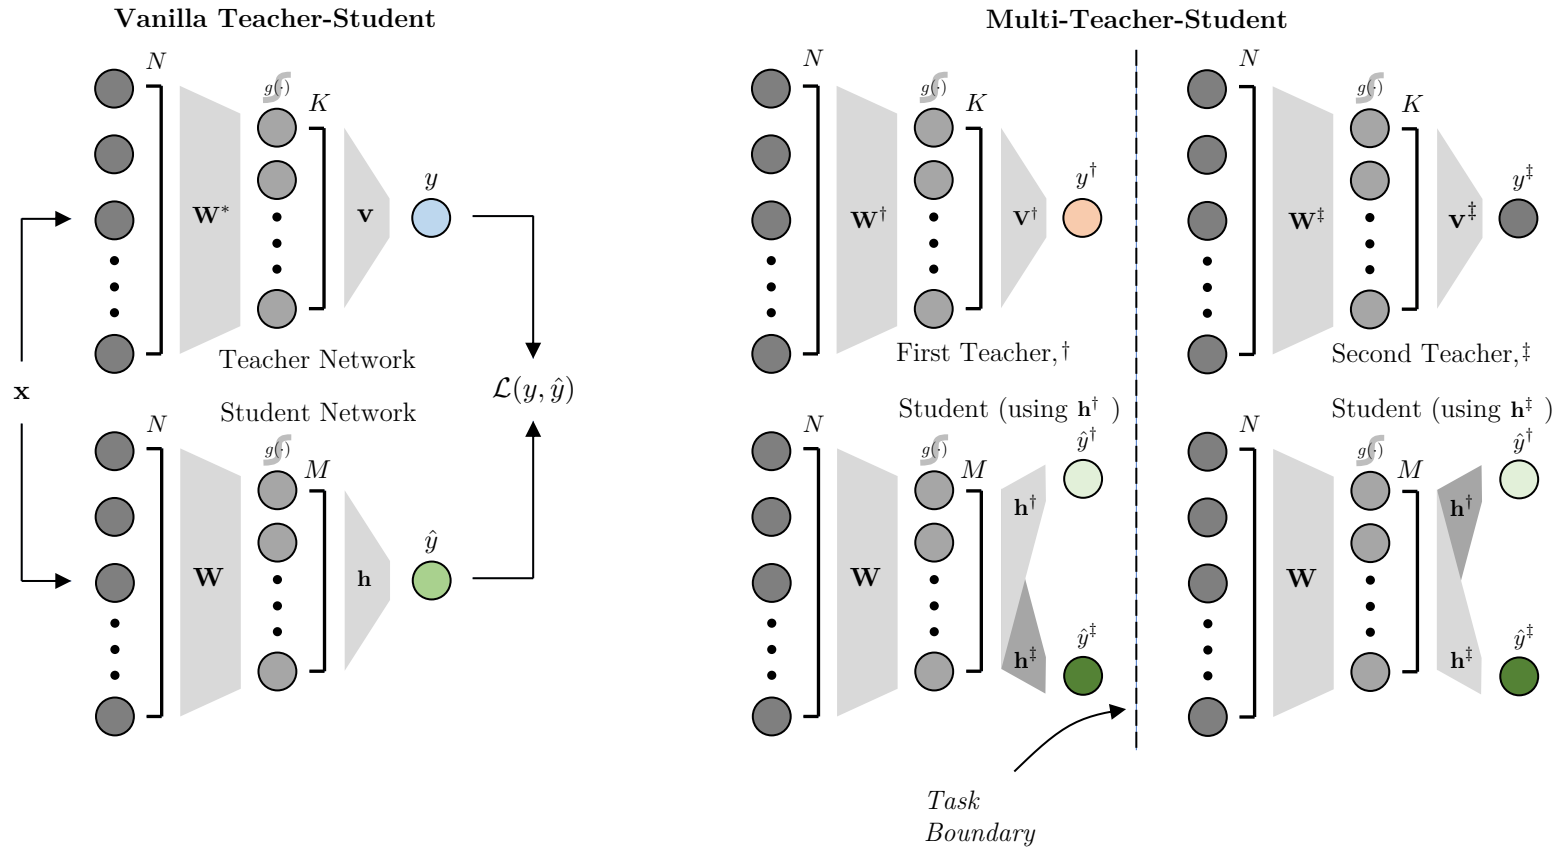 Vanilla Teacher-Student
N
g(·)
K
W*
v
y
Teacher Network
x
L(y, ŷ)
Student Network
N
g(·)
M
W
h
ŷ
Multi-Teacher-Student
N
g(·)
K
W†
v†
y†
First Teacher,†
N
g(·)
K
W‡
v‡
y‡
Second Teacher,‡
Student (using h† )
N
g(·)
M
W
h†
h‡
ŷ†
ŷ‡
Student (using h‡ )
N
g(·)
M
W
h†
h‡
ŷ†
ŷ‡
Task
Boundary